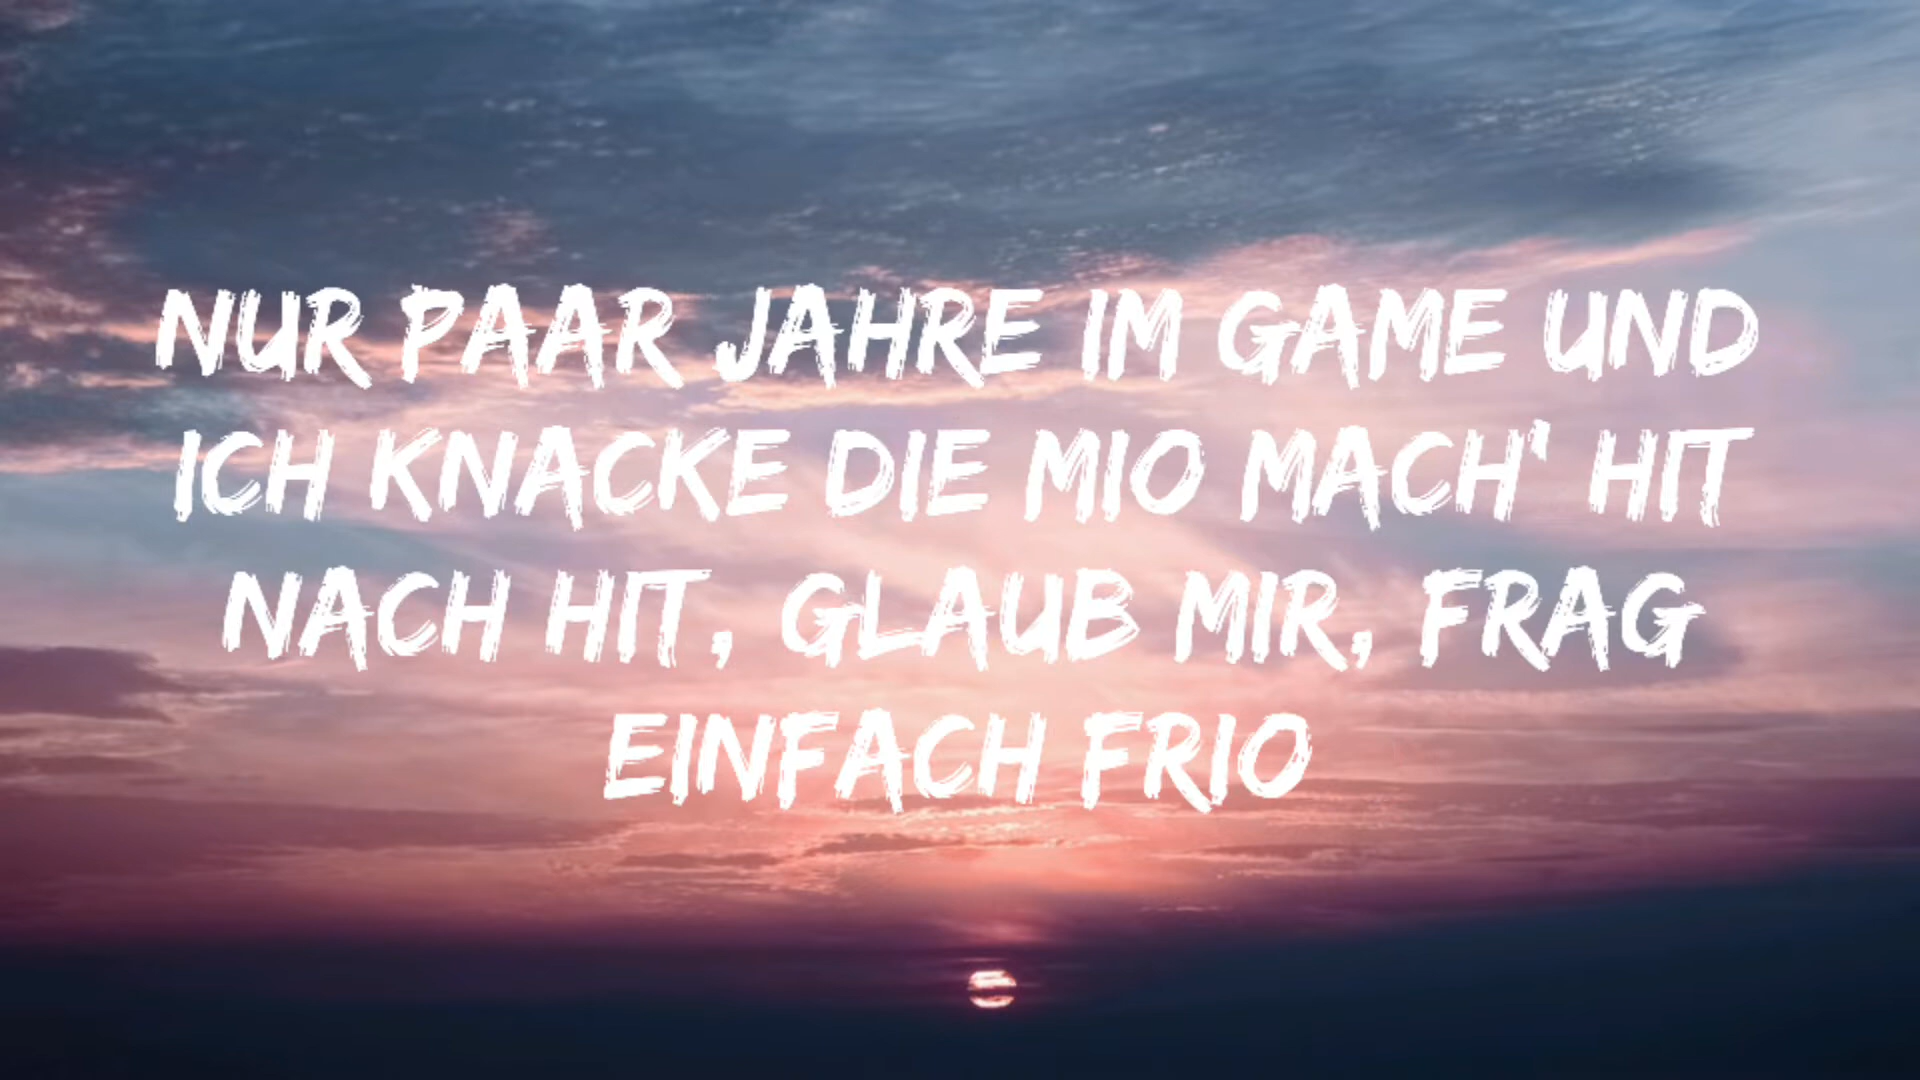 NUR PAAR JAHRE IM GAME UND
ICH KNACKE DIE MIO MACH' HIT
NACH HIT, GLAUB MIR, FRAG
EINFACH FRIO